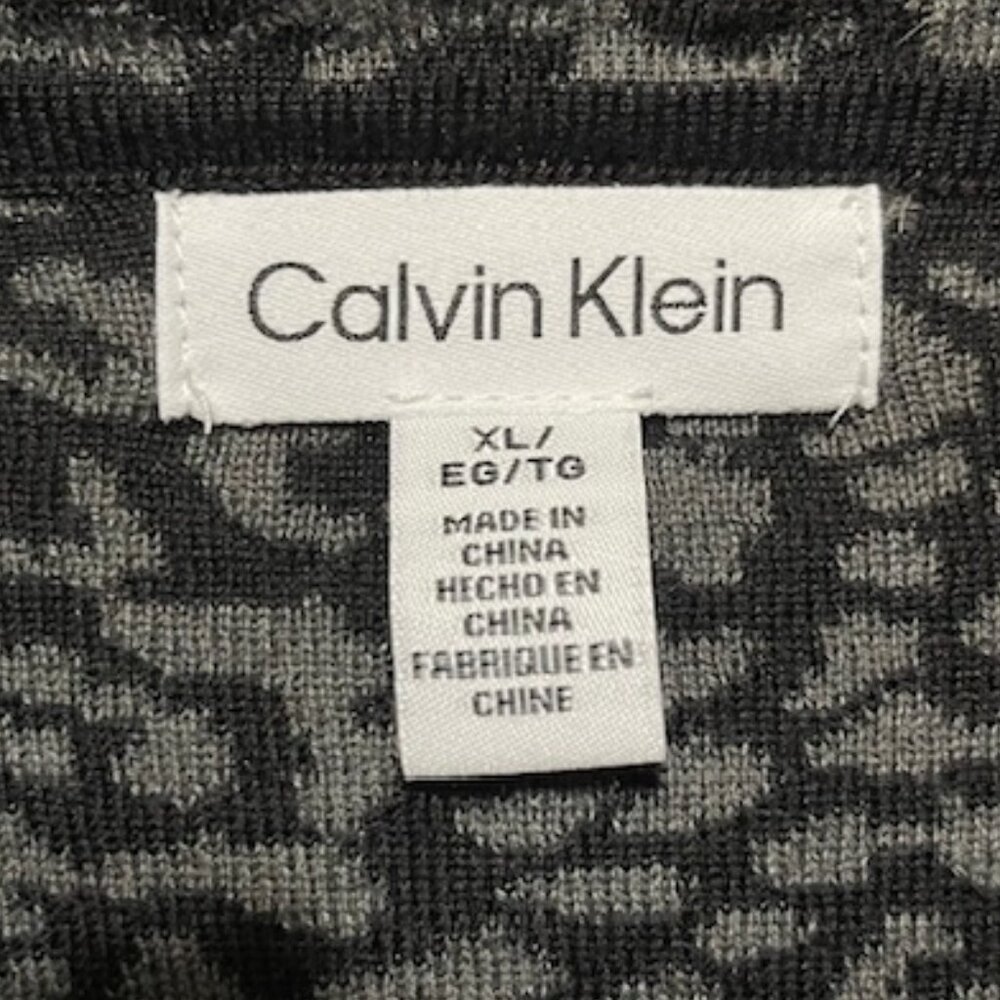 Calvin Klein
XL/
EG/TG
MADE IN
CHINA
HECHO EN
CHINA
FABRIQUE EN
CHINE